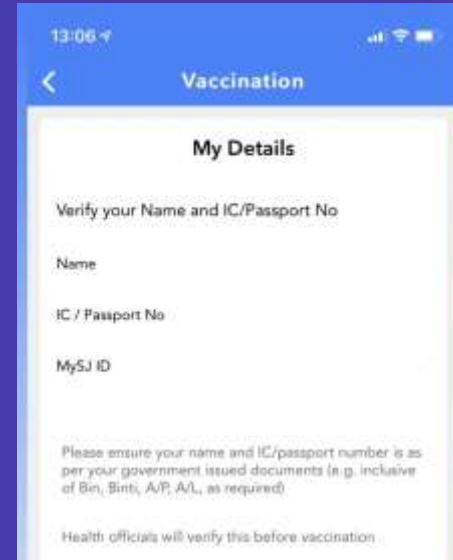 13:06
Vaccination
My Details
Verify your Name and IC/Passport No
Name
IC / Passport No
MySJ ID
Please ensure your name and IC/passport number is as
per your government issued documents (e.g. inclusive
of Bin, Binti, A/P, A/L, as required)
Health officials will verify this before vaccination